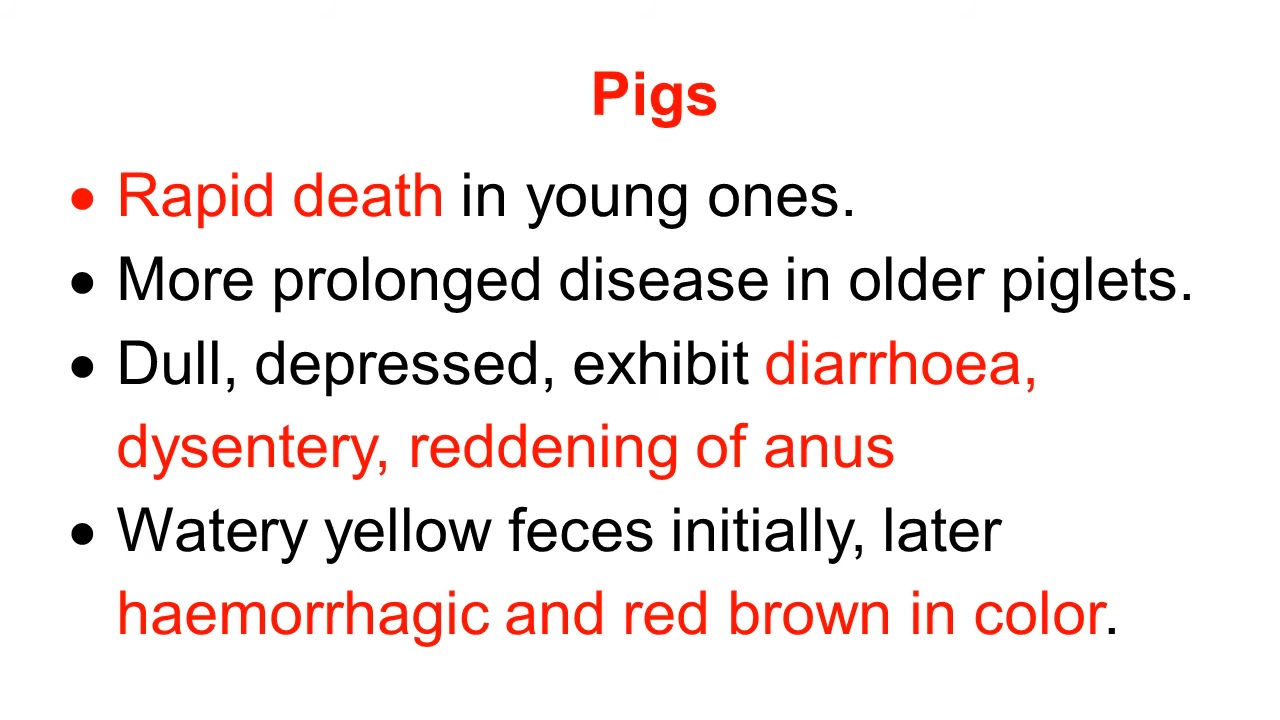 Pigs
• Rapid death in young ones.
• More prolonged disease in older piglets.
• Dull, depressed, exhibit diarrhoea,
dysentery, reddening of anus
• Watery yellow feces initially, later
haemorrhagic and red brown in color.